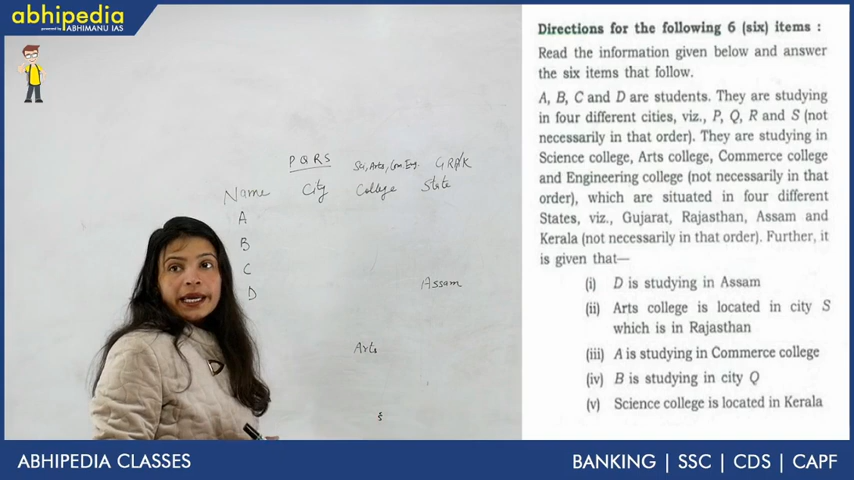 abhipedia
powered by ABHIMANU IAS
P Q R S Sci, Arts, Com, Eng. G R A K
Name City College State
A
B
C
D Assam
Arts
Directions for the following 6 (six) items :
Read the information given below and answer
the six items that follow.
A, B, C and D are students. They are studying
in four different cities, viz., P, Q, R and S (not
necessarily in that order). They are studying in
Science college, Arts college, Commerce college
and Engineering college (not necessarily in that
order), which are situated in four different
States, viz., Gujarat, Rajasthan, Assam and
Kerala (not necessarily in that order). Further, it
is given that—
(i) D is studying in Assam
(ii) Arts college is located in city S
which is in Rajasthan
(iii) A is studying in Commerce college
(iv) B is studying in city Q
(v) Science college is located in Kerala
ABHIPEDIA CLASSES
BANKING | SSC | CDS | CAPF